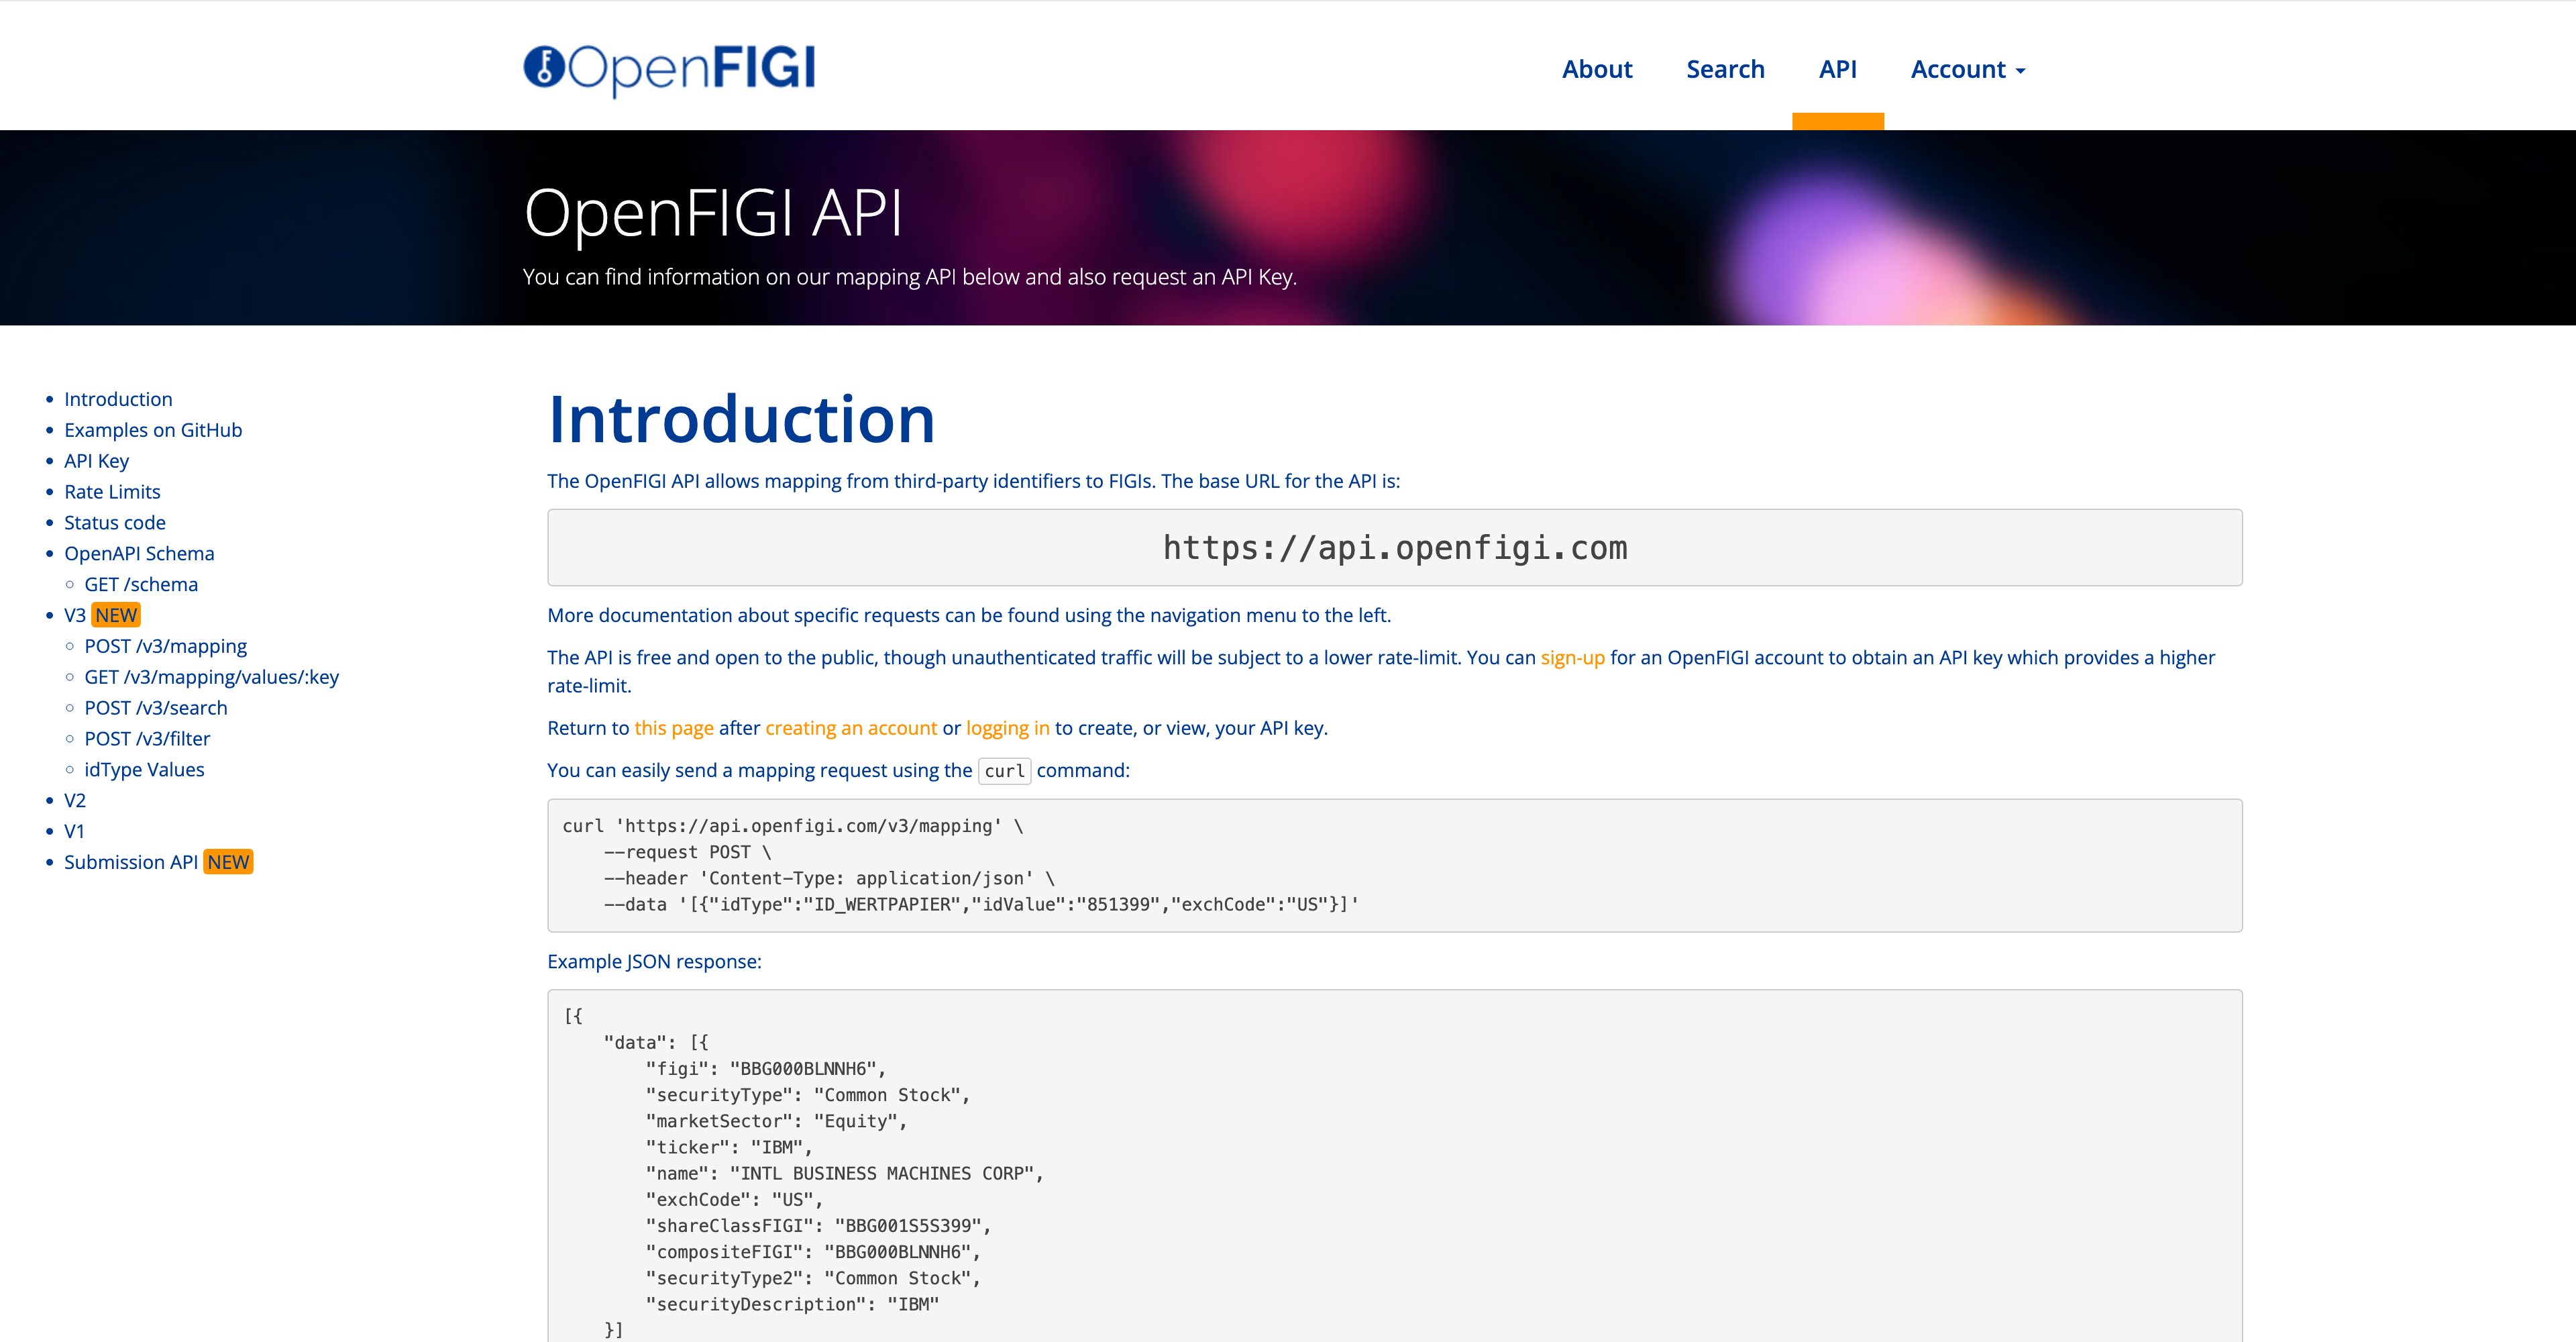 OpenFIGI
About
Search
API
Account
OpenFIGI API
You can find information on our mapping API below and also request an API Key.
Introduction
Examples on GitHub
API Key
Rate Limits
Status code
OpenAPI Schema
GET /schema
V3 NEW
POST /v3/mapping
GET /v3/mapping/values/:key
POST /v3/search
POST /v3/filter
idType Values
V2
V1
Submission API NEW
Introduction
The OpenFIGI API allows mapping from third-party identifiers to FIGIs. The base URL for the API is:
https://api.openfigi.com
More documentation about specific requests can be found using the navigation menu to the left.
The API is free and open to the public, though unauthenticated traffic will be subject to a lower rate-limit. You can sign-up for an OpenFIGI account to obtain an API key which provides a higher
rate-limit.
Return to this page after creating an account or logging in to create, or view, your API key.
You can easily send a mapping request using the curl command:
curl 'https://api.openfigi.com/v3/mapping' \
--request POST \
--header 'Content-Type: application/json' \
--data '[{"idType":"ID_WERTPAPIER","idValue":"851399","exchCode":"US"}]'
Example JSON response:
[{
"data": [{
"figi": "BBG000BLNNH6",
"securityType": "Common Stock",
"marketSector": "Equity",
"ticker": "IBM",
"name": "INTL BUSINESS MACHINES CORP",
"exchCode": "US",
"shareClassFIGI": "BBG001S5S399",
"compositeFIGI": "BBG000BLNNH6",
"securityType2": "Common Stock",
"securityDescription": "IBM"
}]